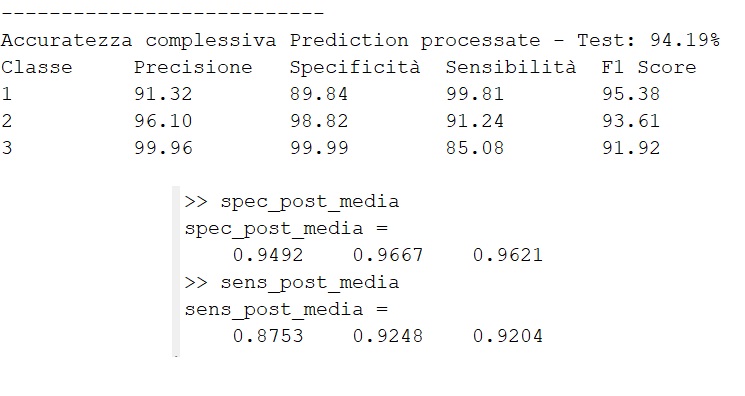 ---------------------------
Accuratezza complessiva Prediction processate - Test: 94.19%
Classe Precisione Specificità Sensibilità F1 Score
1 91.32 89.84 99.81 95.38
2 96.10 98.82 91.24 93.61
3 99.96 99.99 85.08 91.92
>> spec_post_media
spec_post_media =
0.9492 0.9667 0.9621
>> sens_post_media
sens_post_media =
0.8753 0.9248 0.9204